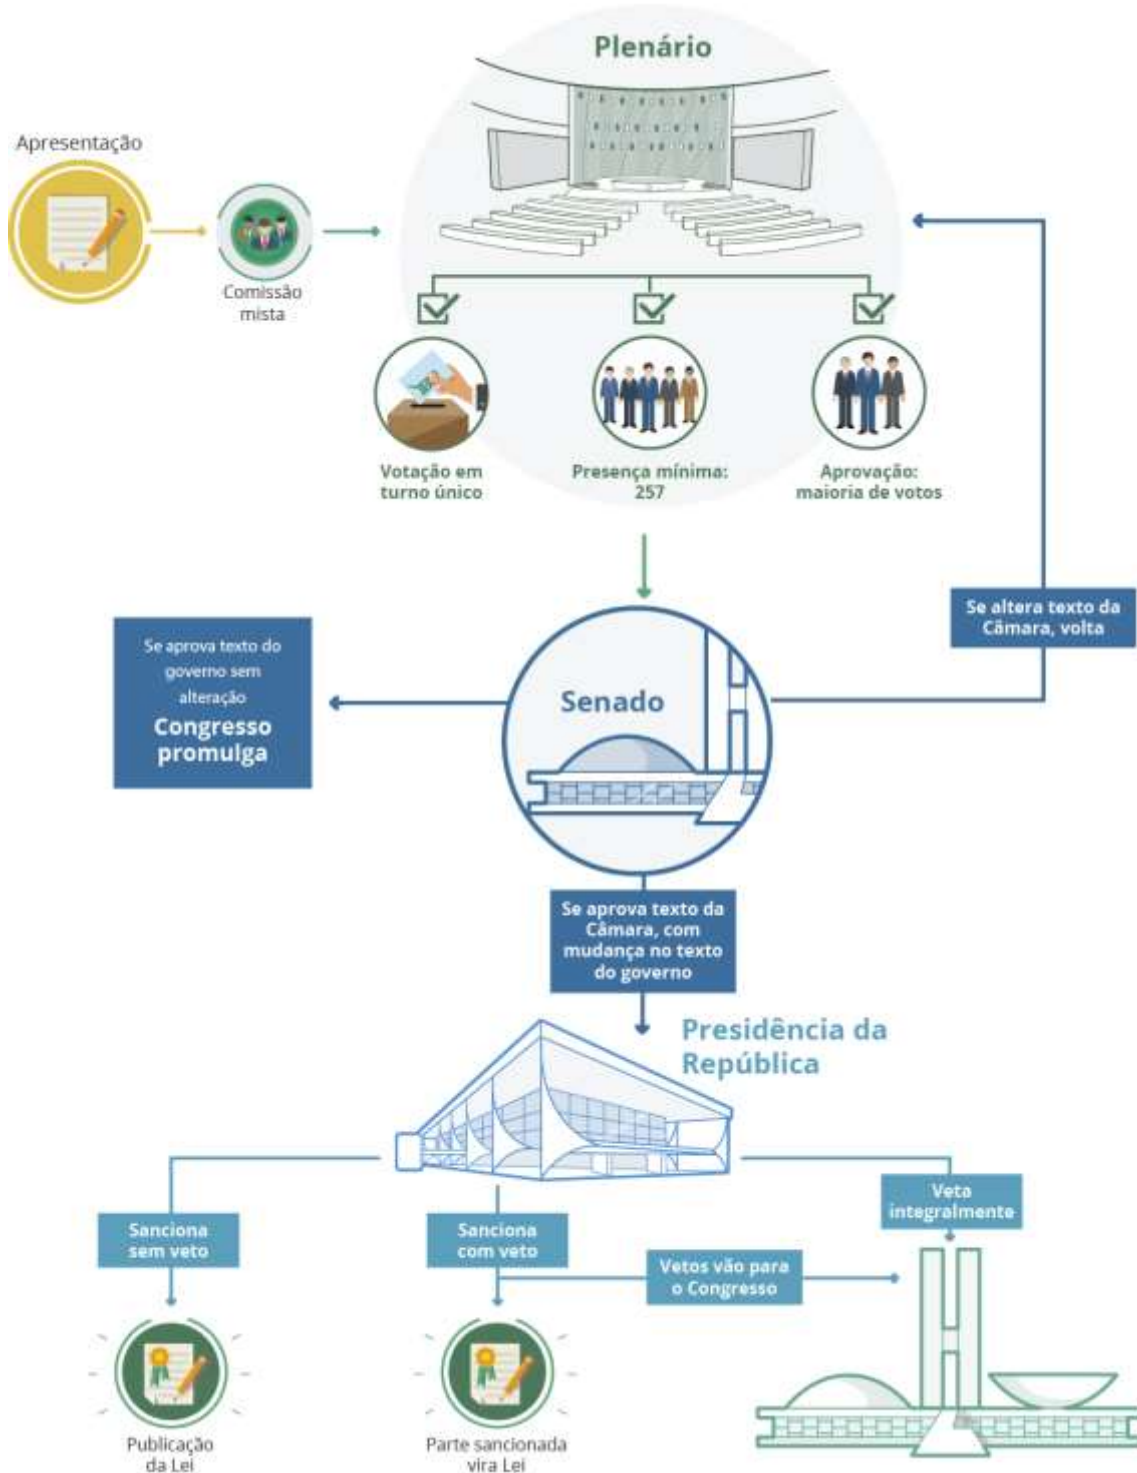 Plenário
Apresentação
Comissão
mista
Votação em
turno único
Presença mínima:
257
Aprovação:
maioria de votos
Se altera texto da
Câmara, volta
Se aprova texto do
governo sem
alteração
Congresso
promulga
Senado
Se aprova texto da
Câmara, com
mudança no texto
do governo
Presidência da
República
Sanciona
sem veto
Sanciona
com veto
Veta
integralmente
Vetos vão para
o Congresso
Publicação
da Lei
Parte sancionada
vira Lei